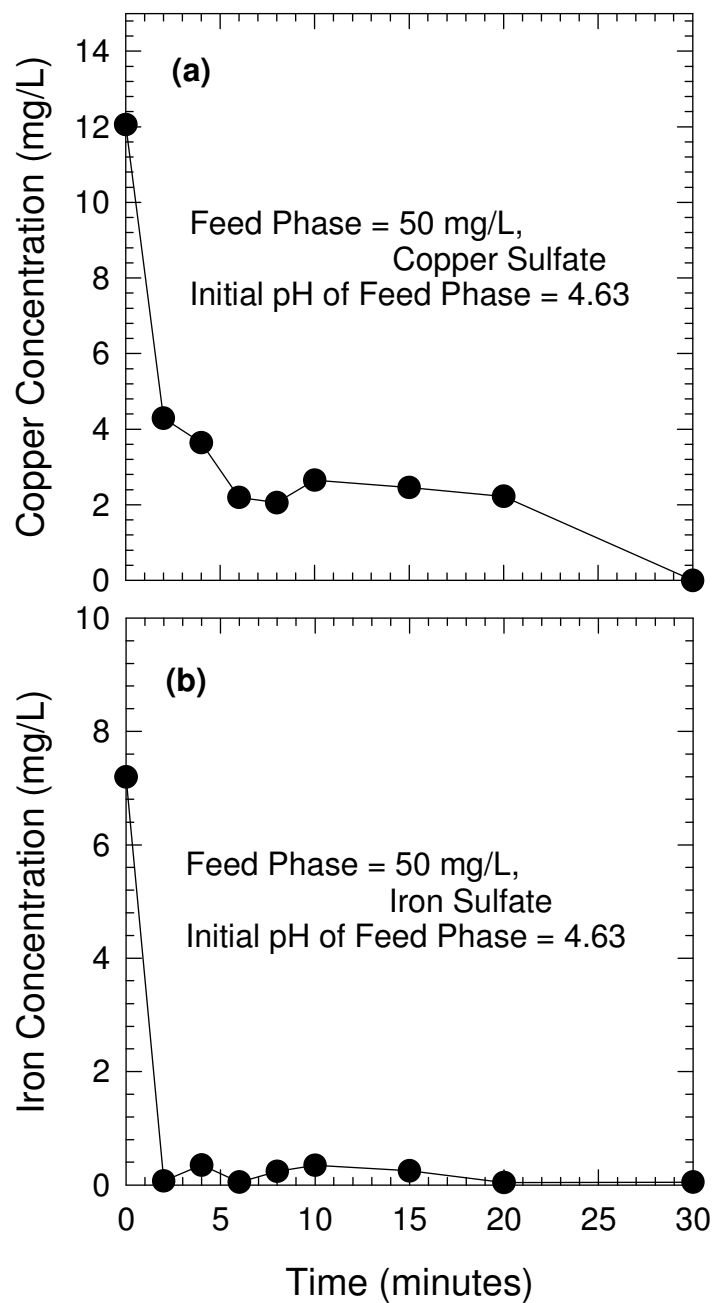 14
12
10
8
6
4
2
0
Copper Concentration (mg/L)
(a)
Feed Phase = 50 mg/L,
Copper Sulfate
Initial pH of Feed Phase = 4.63
10
8
6
4
2
0
Iron Concentration (mg/L)
(b)
Feed Phase = 50 mg/L,
Iron Sulfate
Initial pH of Feed Phase = 4.63
0 5 10 15 20 25 30
Time (minutes)